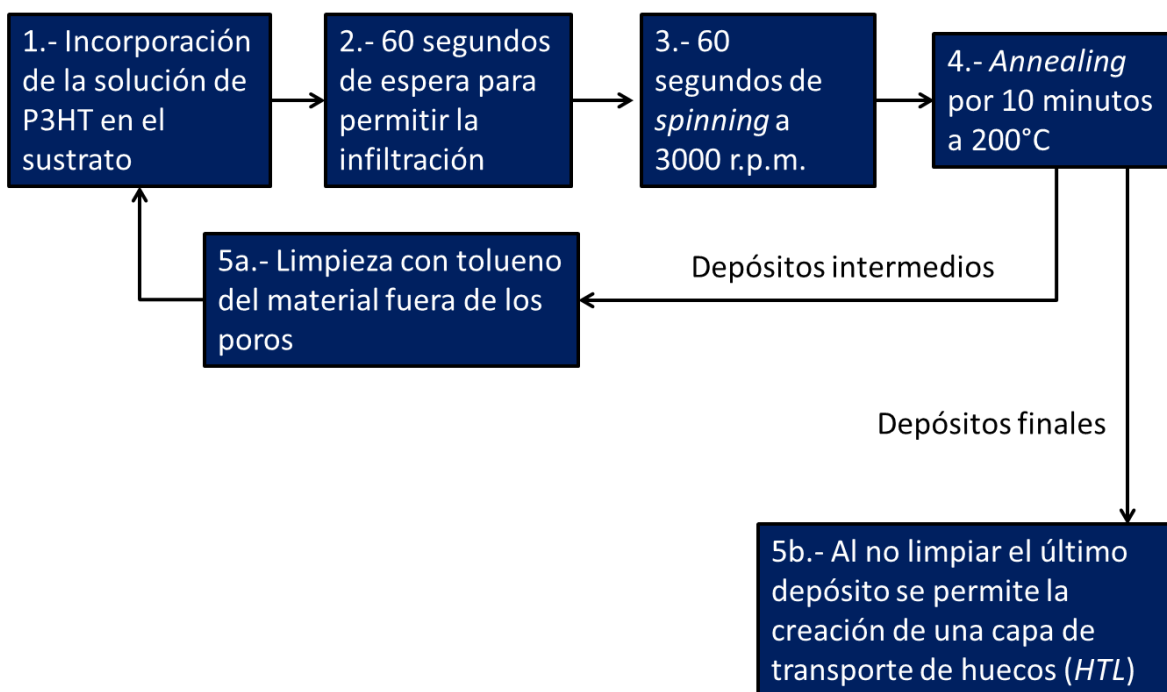 1.- Incorporación
de la solución de
P3HT en el
sustrato
2.- 60 segundos
de espera para
permitir la
infiltración
3.- 60
segundos de
spinning a
3000 r.p.m.
4.- Annealing
por 10 minutos
a 200°C
5a.- Limpieza con tolueno
del material fuera de los
poros
Depósitos intermedios
Depósitos finales
5b.- Al no limpiar el último
depósito se permite la
creación de una capa de
transporte de huecos (HTL)